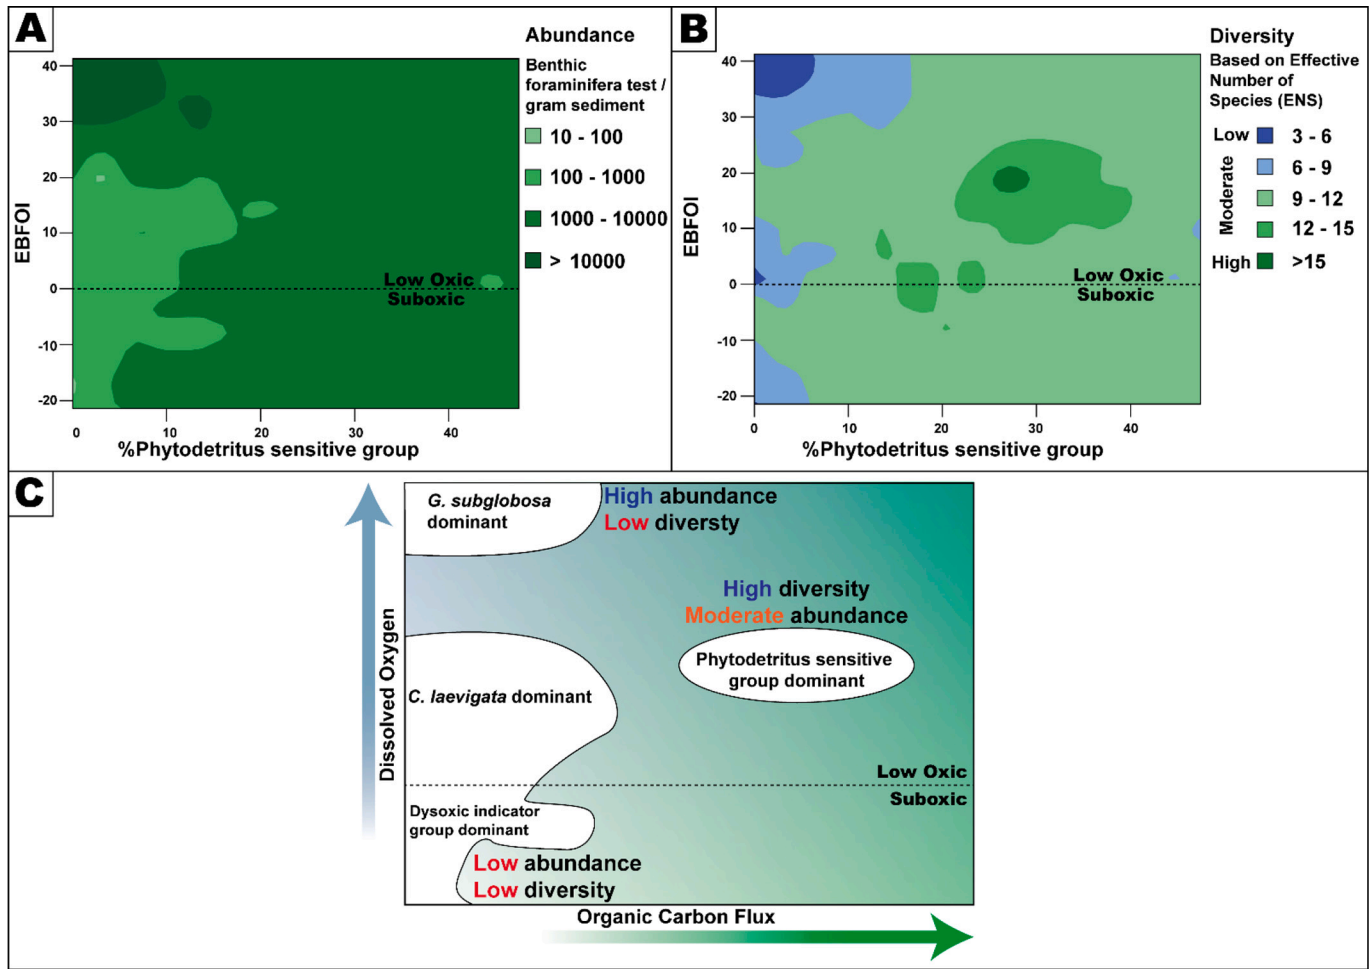 A
Abundance
Benthic
foraminifera test /
gram sediment
10 - 100
100 - 1000
1000 - 10000
> 10000
EBFOI
40
30
20
10
0
-10
-20
Low Oxic
Suboxic
0
10
20
30
40
%Phytodetritus sensitive group
B
Diversity
Based on Effective
Number of
Species (ENS)
Low
3 - 6
Moderate
6 - 9
9 - 12
12 - 15
High
>15
EBFOI
40
30
20
10
0
-10
-20
Low Oxic
Suboxic
0
10
20
30
40
%Phytodetritus sensitive group
C
G. subglobosa
dominant
High abundance
Low diversty
High diversity
Moderate abundance
Phytodetritus sensitive
group dominant
C. laevigata dominant
Dissolved Oxygen
Low Oxic
Suboxic
Dysoxic indicator
group dominant
Low abundance
Low diversity
Organic Carbon Flux